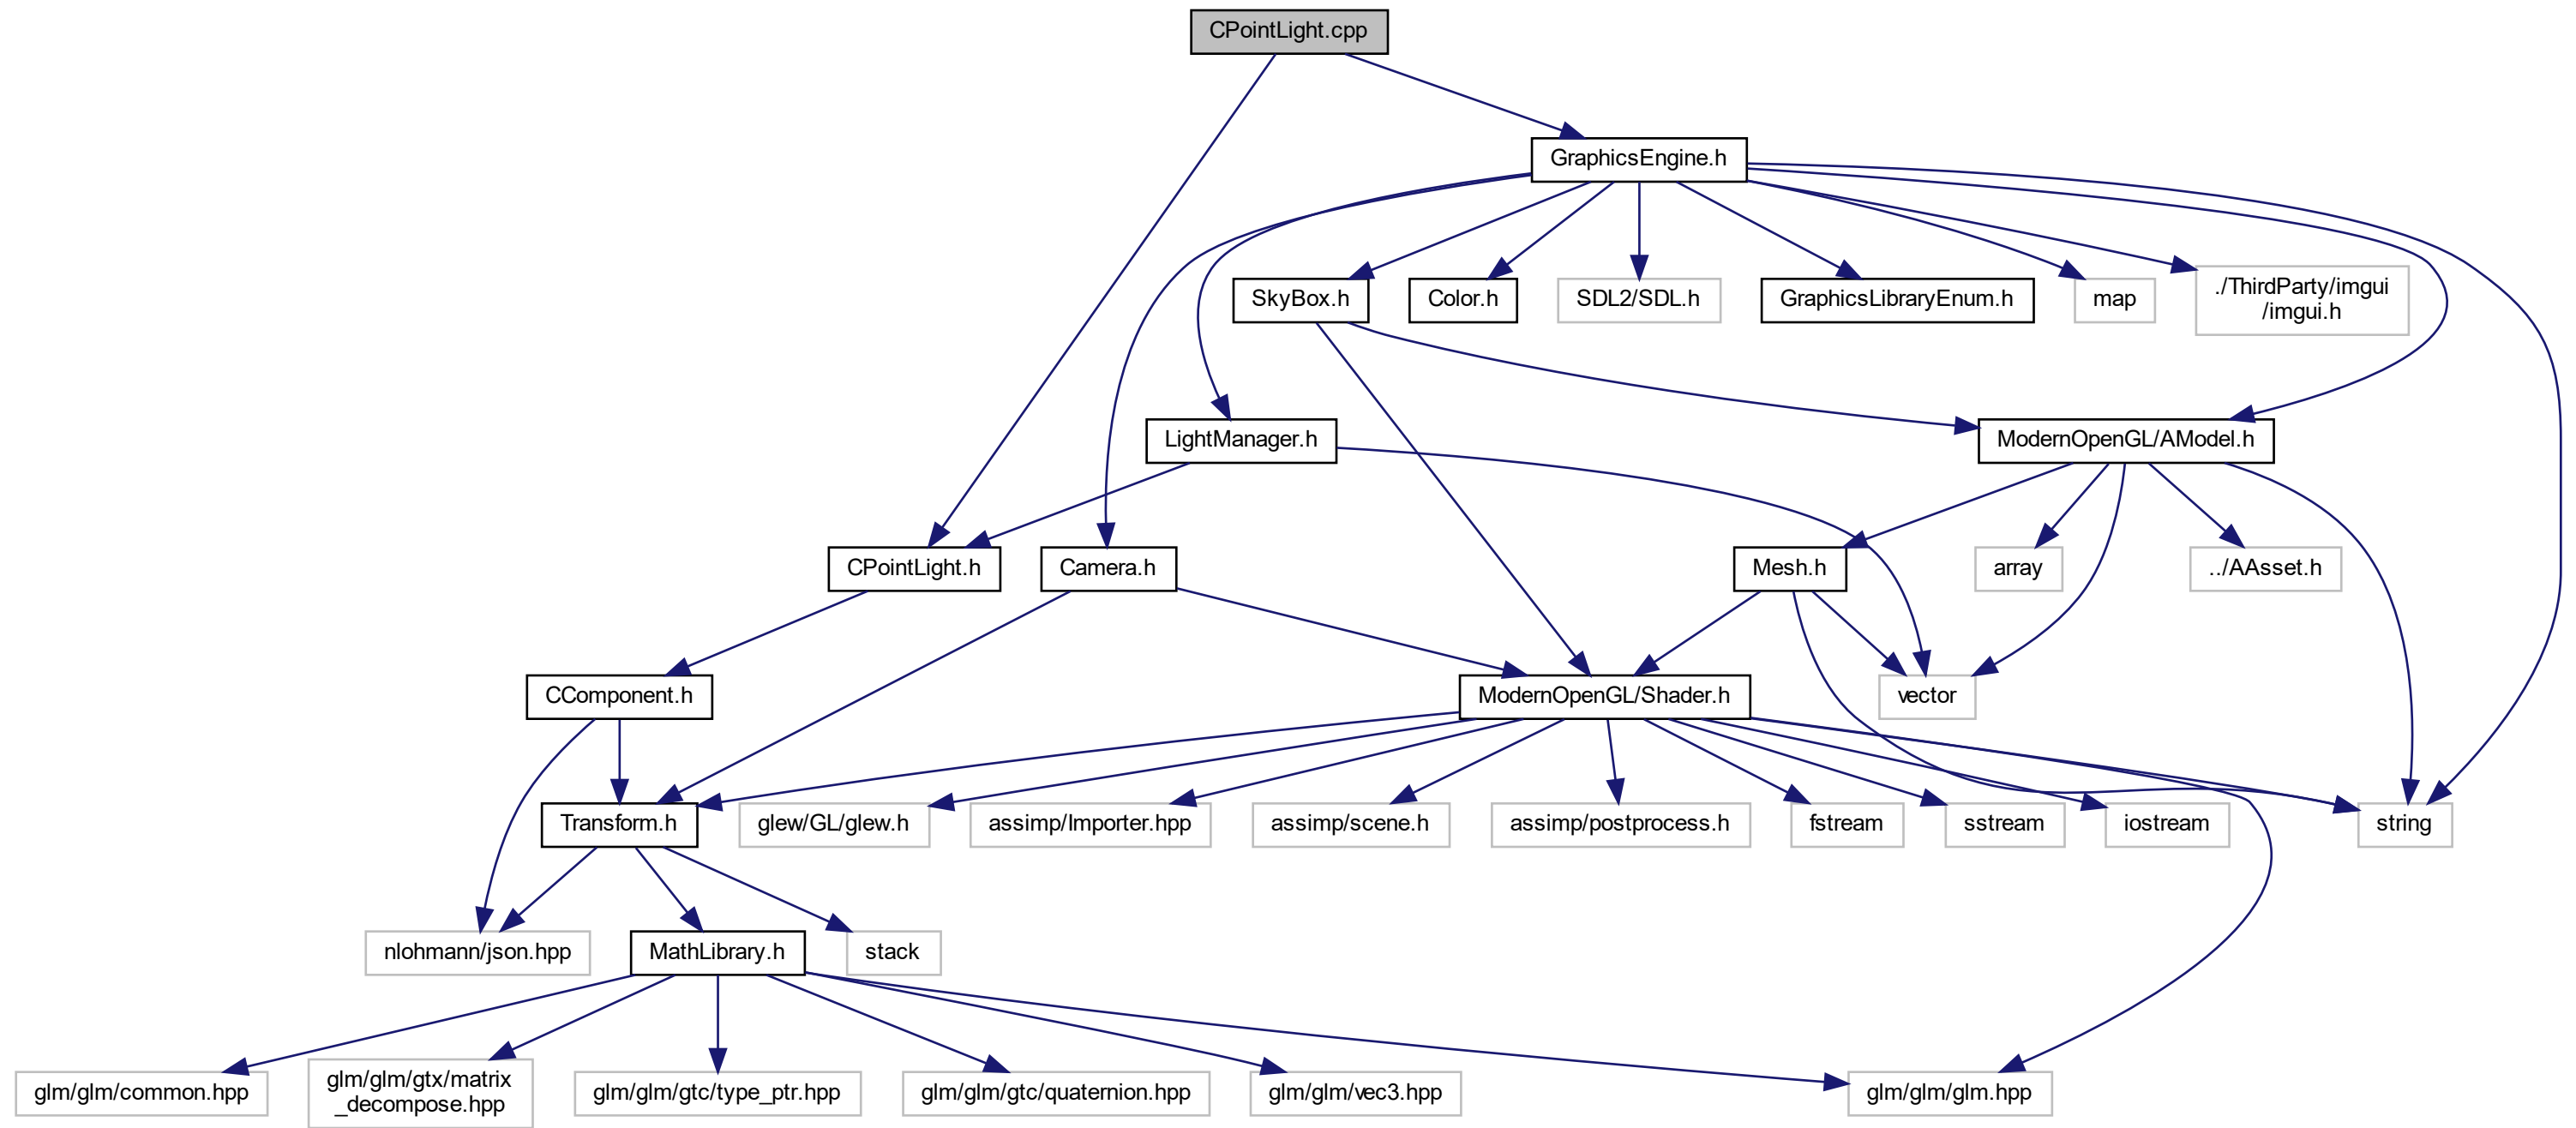 CPointLight.cpp
GraphicsEngine.h
SkyBox.h
Color.h
SDL2/SDL.h
GraphicsLibraryEnum.h
map
./ThirdParty/imgui
/imgui.h
LightManager.h
ModernOpenGL/AModel.h
CPointLight.h
Camera.h
Mesh.h
array
../AAsset.h
CComponent.h
ModernOpenGL/Shader.h
vector
Transform.h
glew/GL/glew.h
assimp/Importer.hpp
assimp/scene.h
assimp/postprocess.h
fstream
sstream
iostream
string
nlohmann/json.hpp
MathLibrary.h
stack
glm/glm/common.hpp
glm/glm/gtx/matrix
_decompose.hpp
glm/glm/gtc/type_ptr.hpp
glm/glm/gtc/quaternion.hpp
glm/glm/vec3.hpp
glm/glm/glm.hpp